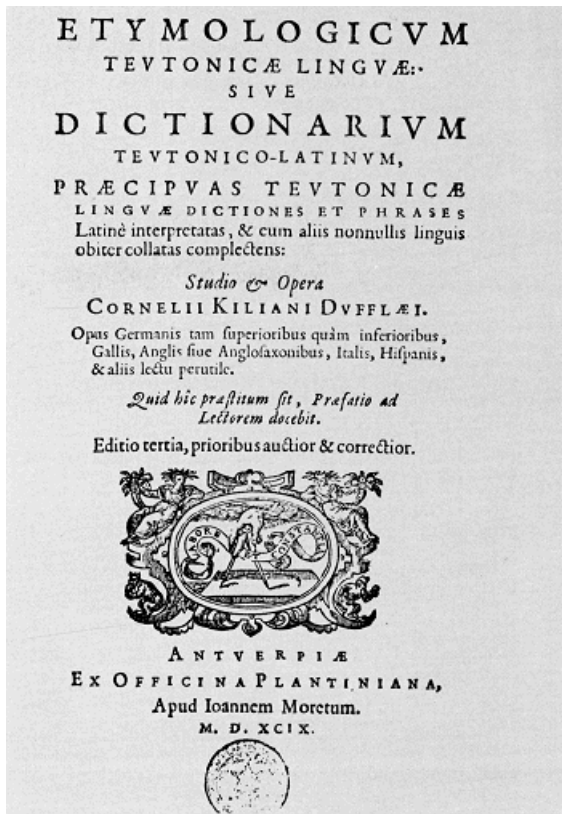 ETYMOLOGICVM
TEVTONICÆ LINGVÆ:·
SIVE
DICTIONARIVM
TEVTONICO-LATINVM,
PRÆCIPVAS TEVTONICÆ
LINGVÆ DICTIONES ET PHRASES
Latinè interpretatas, & cum aliis nonnullis linguis
obiter collatas complectens:
Studio & Opera
CORNELII KILIANI DVFFLÆI.
Opus Germanis tam ſuperioribus quàm inferioribus,
Gallis, Anglis ſiue Angloſaxonibus, Italis, Hiſpanis,
& aliis lectu perutile.
Quid hîc præſtitum ſit, Præfatio ad
Lectorem docebit.
Editio tertia, prioribus auctior & correctior.
LABORE CONSTANTIA
ANTVERPIÆ
EX OFFICINA PLANTINIANA,
Apud Ioannem Moretum.
M. D. XCIX.